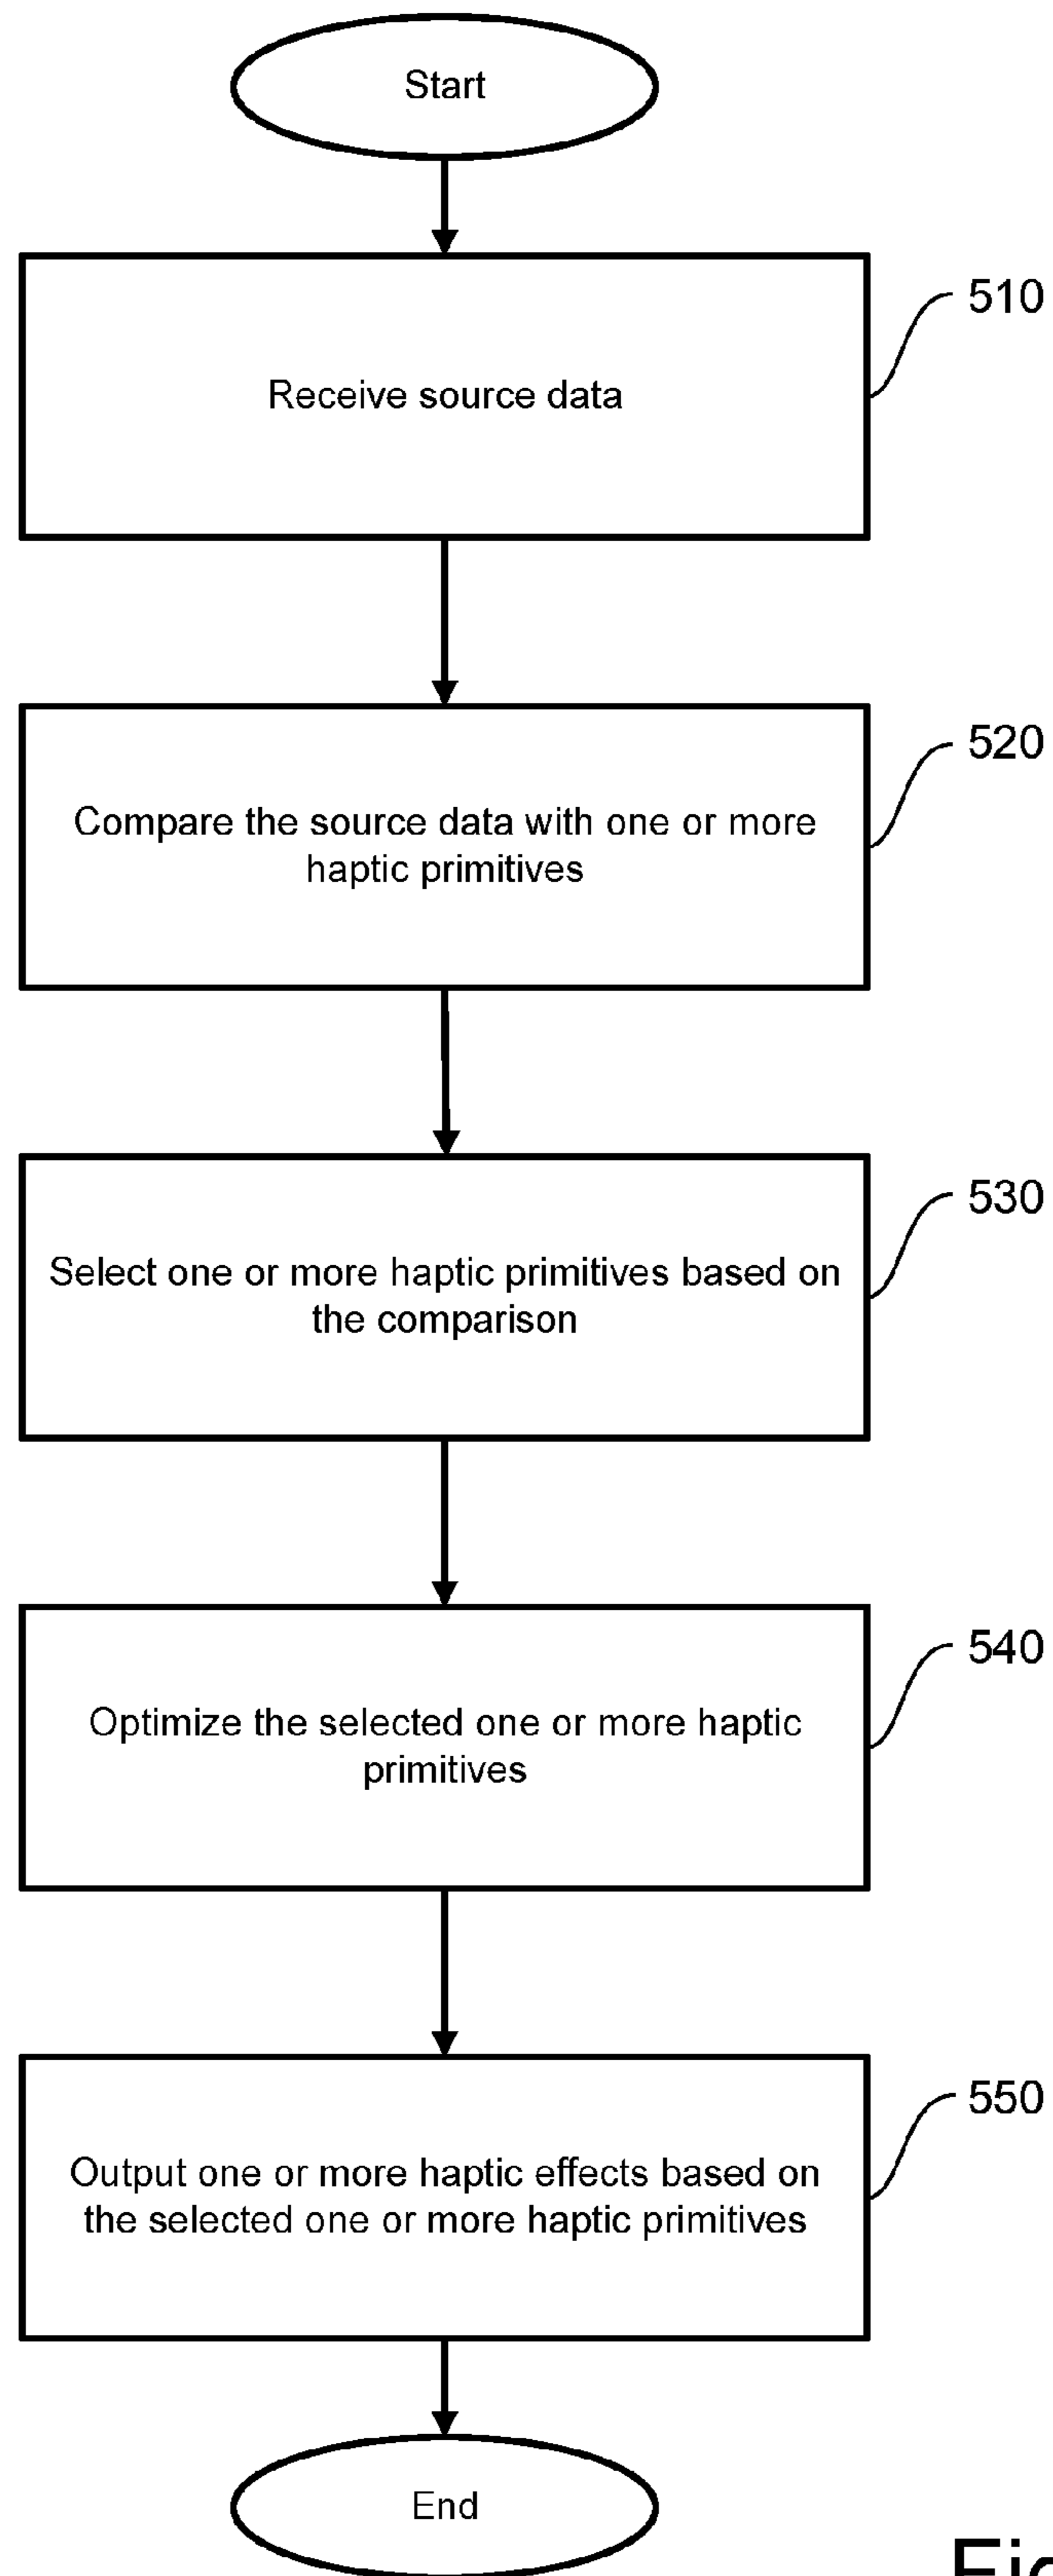 Start
510
Receive source data
520
Compare the source data with one or more
haptic primitives
530
Select one or more haptic primitives based on
the comparison
540
Optimize the selected one or more haptic
primitives
550
Output one or more haptic effects based on
the selected one or more haptic primitives
End